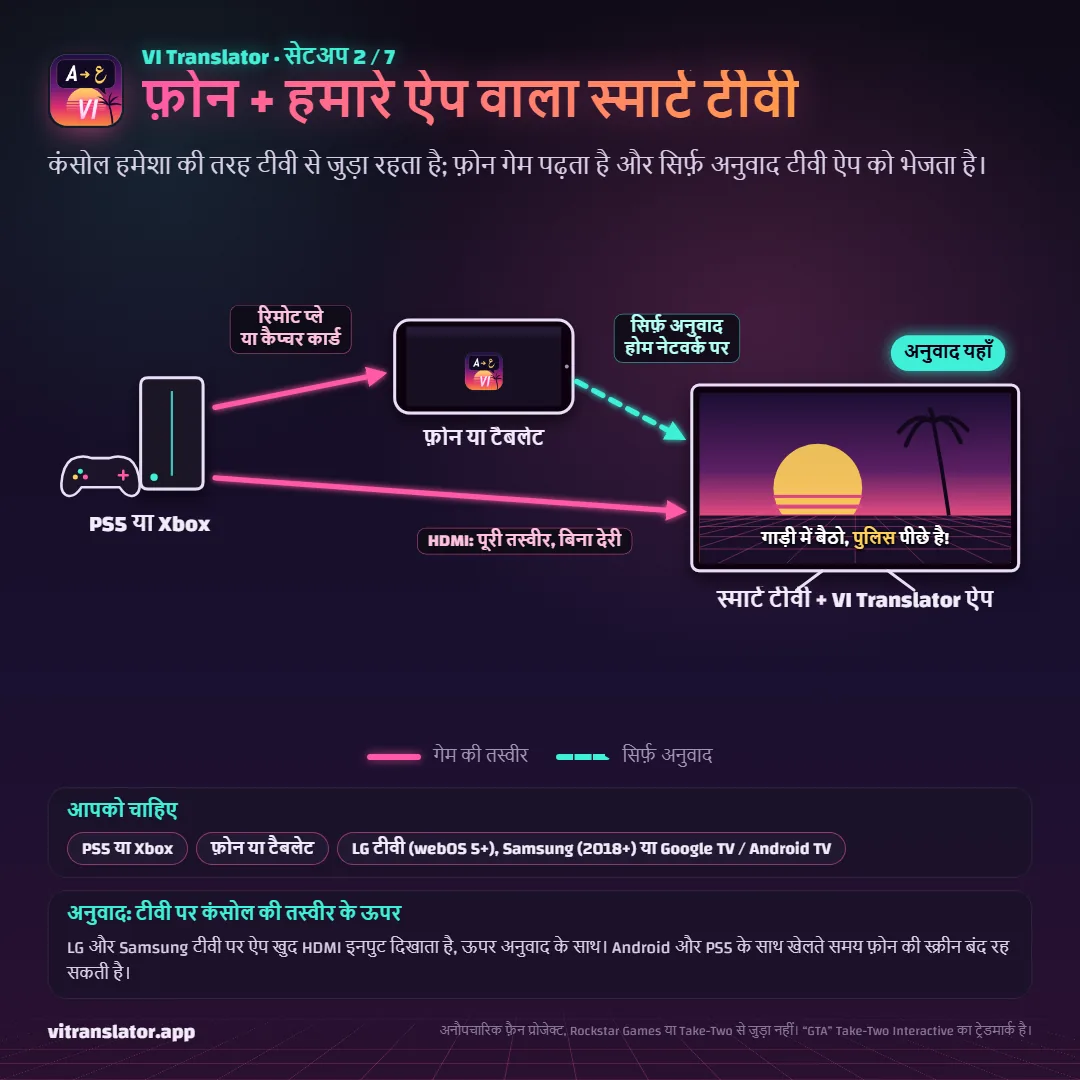 A→ع
VI
VI Translator · सेटअप 2 / 7
फ़ोन + हमारे ऐप वाला स्मार्ट टीवी
कंसोल हमेशा की तरह टीवी से जुड़ा रहता है; फ़ोन गेम पढ़ता है और सिर्फ़ अनुवाद टीवी ऐप को भेजता है।
रिमोट प्ले
या कैप्चर कार्ड
सिर्फ़ अनुवाद
होम नेटवर्क पर
अनुवाद यहाँ
A→ع
VI
फ़ोन या टैबलेट
PS5 या Xbox
HDMI: पूरी तस्वीर, बिना देरी
गाड़ी में बैठो, पुलिस पीछे है!
स्मार्ट टीवी + VI Translator ऐप
गेम की तस्वीर
सिर्फ़ अनुवाद
आपको चाहिए
PS5 या Xbox
फ़ोन या टैबलेट
LG टीवी (webOS 5+), Samsung (2018+) या Google TV / Android TV
अनुवाद: टीवी पर कंसोल की तस्वीर के ऊपर
LG और Samsung टीवी पर ऐप खुद HDMI इनपुट दिखाता है, ऊपर अनुवाद के साथ। Android और PS5 के साथ खेलते समय फ़ोन की स्क्रीन बंद रह
सकती है।
vitranslator.app
अनौपचारिक फ़ैन प्रोजेक्ट, Rockstar Games या Take-Two से जुड़ा नहीं। "GTA" Take-Two Interactive का ट्रेडमार्क है।